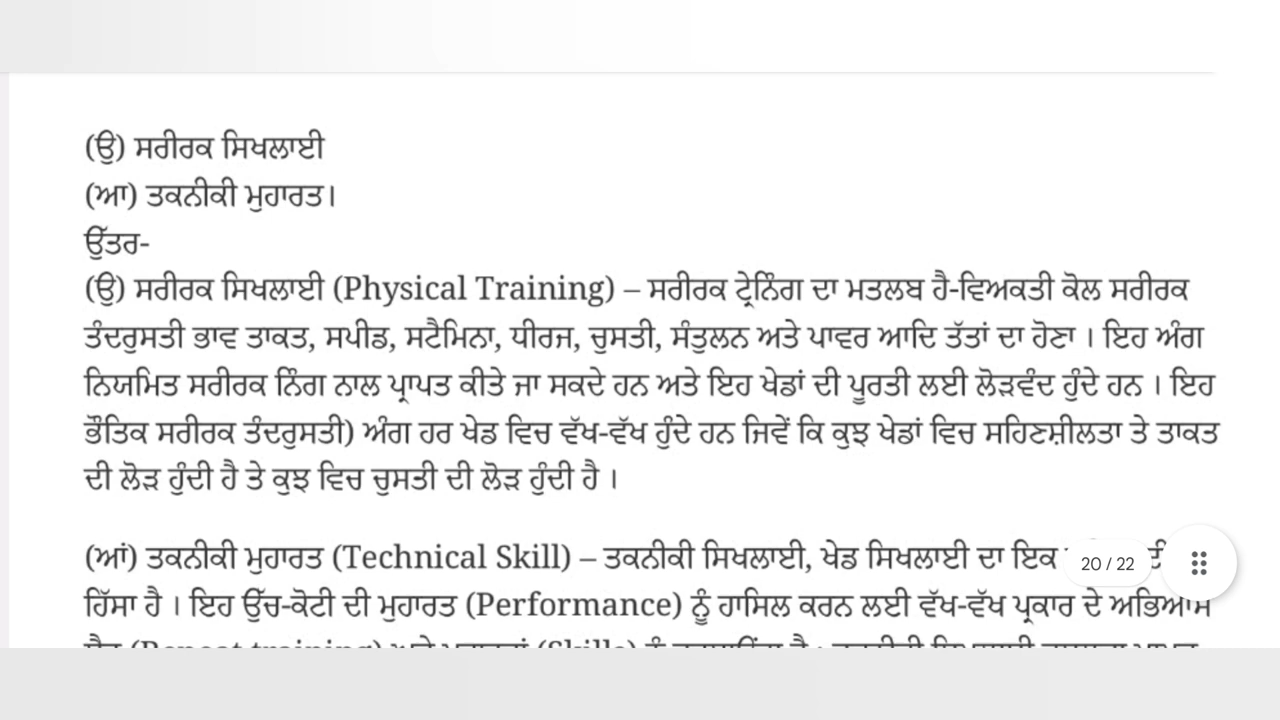 (ੳ) ਸਰੀਰਕ ਸਿਖਲਾਈ
(ਆ) ਤਕਨੀਕੀ ਮੁਹਾਰਤ।
ਉੱਤਰ-
(ੳ) ਸਰੀਰਕ ਸਿਖਲਾਈ (Physical Training) – ਸਰੀਰਕ ਟ੍ਰੇਨਿੰਗ ਦਾ ਮਤਲਬ ਹੈ-ਵਿਅਕਤੀ ਕੋਲ ਸਰੀਰਕ
ਤੰਦਰੁਸਤੀ ਭਾਵ ਤਾਕਤ, ਸਪੀਡ, ਸਟੈਮਿਨਾ, ਧੀਰਜ, ਚੁਸਤੀ, ਸੰਤੁਲਨ ਅਤੇ ਪਾਵਰ ਆਦਿ ਤੱਤਾਂ ਦਾ ਹੋਣਾ । ਇਹ ਅੰਗ
ਨਿਯਮਿਤ ਸਰੀਰਕ ਨਿੰਗ ਨਾਲ ਪ੍ਰਾਪਤ ਕੀਤੇ ਜਾ ਸਕਦੇ ਹਨ ਅਤੇ ਇਹ ਖੇਡਾਂ ਦੀ ਪੂਰਤੀ ਲਈ ਲੋੜਵੰਦ ਹੁੰਦੇ ਹਨ । ਇਹ
ਭੌਤਿਕ ਸਰੀਰਕ ਤੰਦਰੁਸਤੀ) ਅੰਗ ਹਰ ਖੇਡ ਵਿਚ ਵੱਖ-ਵੱਖ ਹੁੰਦੇ ਹਨ ਜਿਵੇਂ ਕਿ ਕੁਝ ਖੇਡਾਂ ਵਿਚ ਸਹਿਣਸ਼ੀਲਤਾ ਤੇ ਤਾਕਤ
ਦੀ ਲੋੜ ਹੁੰਦੀ ਹੈ ਤੇ ਕੁਝ ਵਿਚ ਚੁਸਤੀ ਦੀ ਲੋੜ ਹੁੰਦੀ ਹੈ ।
(ਆਂ) ਤਕਨੀਕੀ ਮੁਹਾਰਤ (Technical Skill) – ਤਕਨੀਕੀ ਸਿਖਲਾਈ, ਖੇਡ ਸਿਖਲਾਈ ਦਾ ਇਕ
20 / 22
ਹਿੱਸਾ ਹੈ । ਇਹ ਉੱਚ-ਕੋਟੀ ਦੀ ਮੁਹਾਰਤ (Performance) ਨੂੰ ਹਾਸਿਲ ਕਰਨ ਲਈ ਵੱਖ-ਵੱਖ ਪ੍ਰਕਾਰ ਦੇ ਅਭਿਆਸ